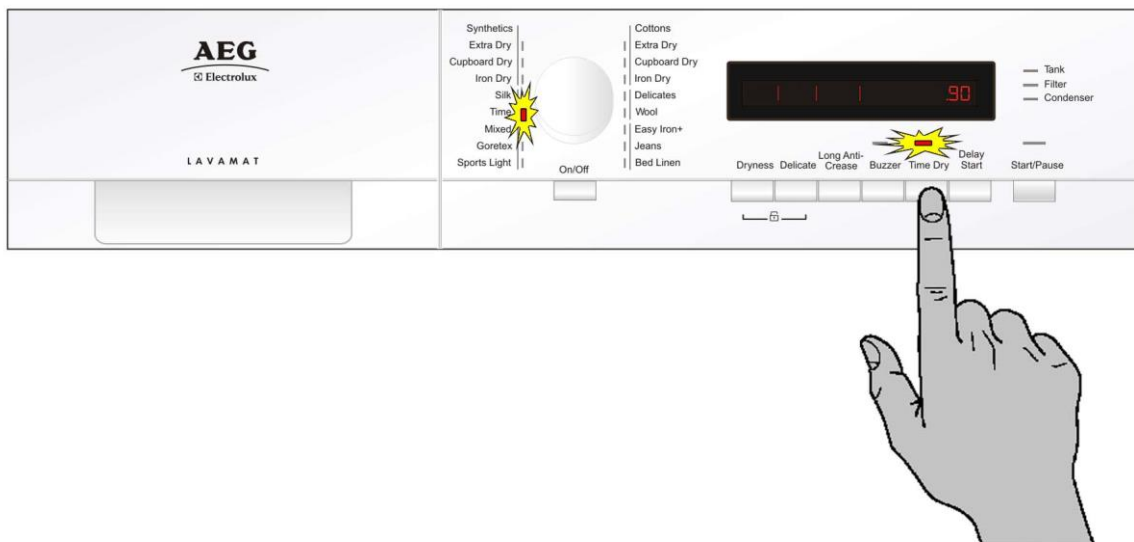 AEG
Electrolux
LAVAMAT
Synthetics
Extra Dry
Cupboard Dry
Iron Dry
Silk
Time
Mixed
Goretex
Sports Light
On/Off
Cottons
Extra Dry
Cupboard Dry
Iron Dry
Delicates
Wool
Easy Iron+
Jeans
Bed Linen
.90
Tank
Filter
Condenser
Dryness
Delicate
Long Anti-
Crease
Buzzer
Time Dry
Delay
Start
Start/Pause